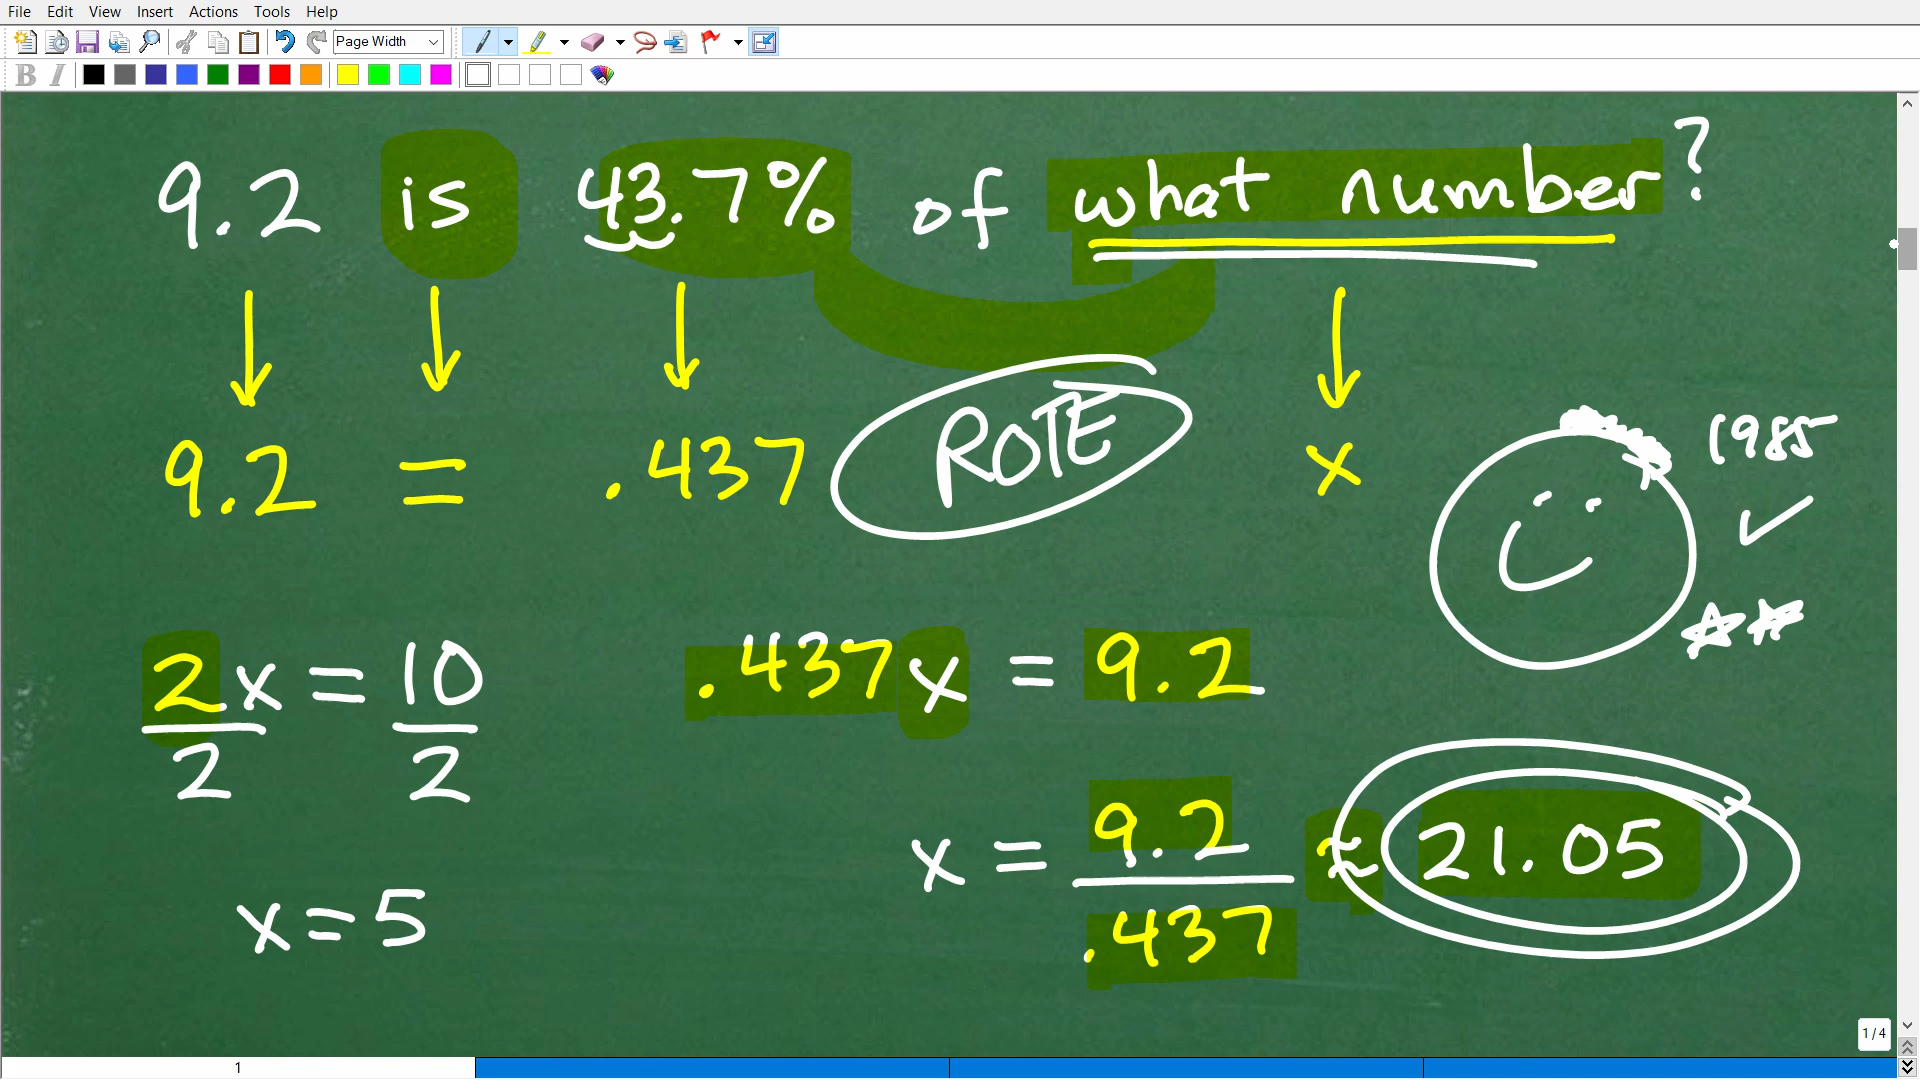 File Edit View Insert Actions Tools Help
Page Width
B I
9.2 is 43.7% of what number?
9.2 = .437 x
ROTE
1985
2x = 10
2 2
x = 5
.437x = 9.2
x = 9.2 ≈ 21.05
.437
1 / 4
1